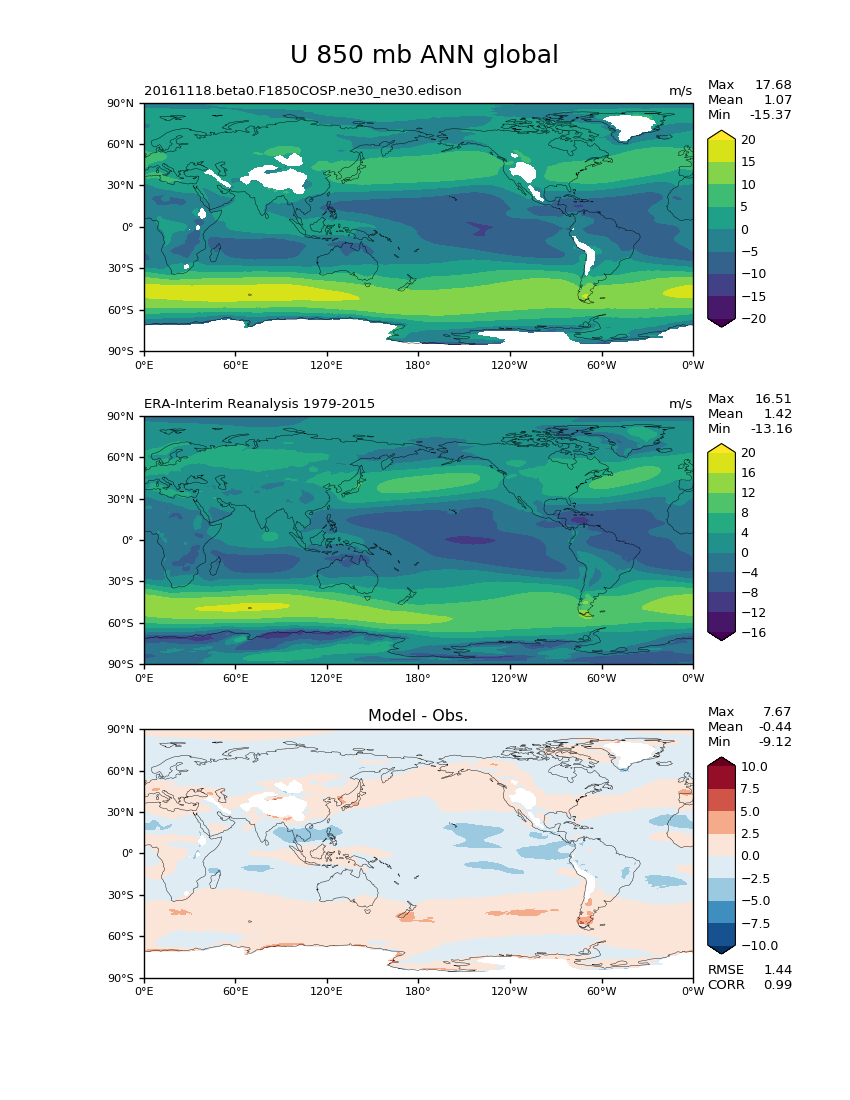 U 850 mb ANN global
20161118.beta0.F1850COSP.ne30_ne30.edison m/s
Max 17.68
Mean 1.07
Min -15.37
90°N
60°N
30°N
0°
30°S
60°S
90°S
0°E 60°E 120°E 180° 120°W 60°W 0°W
20
15
10
5
0
−5
−10
−15
−20
ERA-Interim Reanalysis 1979-2015 m/s
Max 16.51
Mean 1.42
Min -13.16
90°N
60°N
30°N
0°
30°S
60°S
90°S
0°E 60°E 120°E 180° 120°W 60°W 0°W
20
16
12
8
4
0
−4
−8
−12
−16
Model - Obs.
Max 7.67
Mean -0.44
Min -9.12
90°N
60°N
30°N
0°
30°S
60°S
90°S
0°E 60°E 120°E 180° 120°W 60°W 0°W
10.0
7.5
5.0
2.5
0.0
−2.5
−5.0
−7.5
−10.0
RMSE 1.44
CORR 0.99